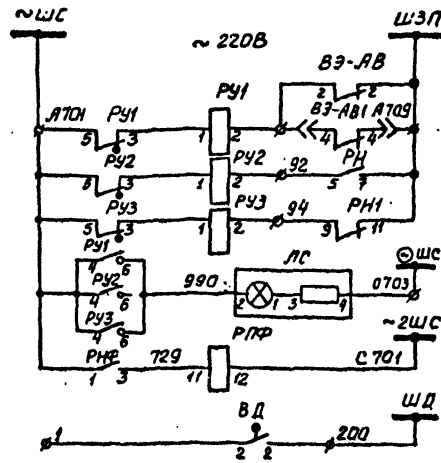 ~ШС ШЗП
~ 220В
ВЭ-АВ
2 2
А701 РУ1 РУ1 ВЭ-АВ1 А709
5 3 1 2 4 4
РУ2 РУ2 92 РН
5 3 1 2 5 7
РУ3 РУ3 94 РН1
5 3 1 2 9 11
РУ1
4 6
РУ2
4 6
РУ3
4 6
990 ЛС
2 1 3 4 0703
~ШС
РНФ 729 РПФ С701 ~2ШС
1 3 11 12
1 ВД 200 ШД
2 2